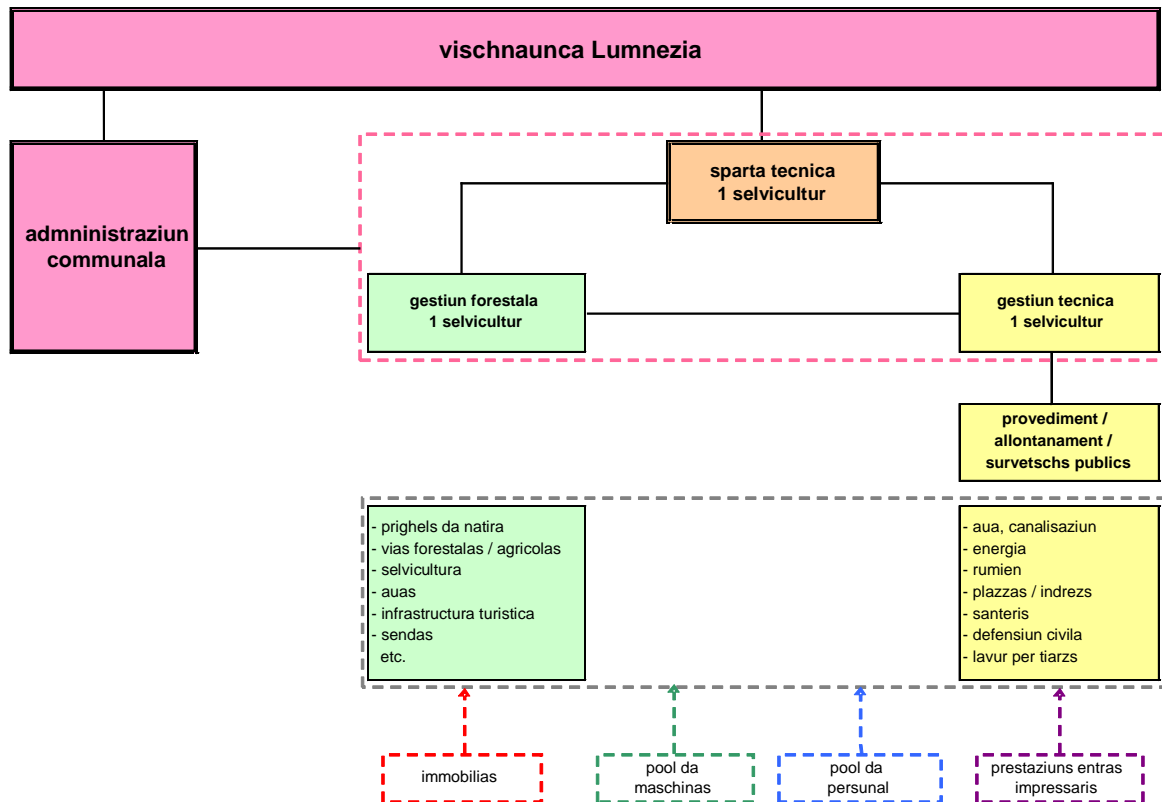 vischnaunca Lumnezia
admninistraziun
communala
sparta tecnica
1 selvicultur
gestiun forestala
1 selvicultur
gestiun tecnica
1 selvicultur
provediment /
allontanament /
survetschs publics
- prighels da natira
- vias forestalas / agricolas
- selvicultura
- auas
- infrastructura turistica
- sendas
etc.
- aua, canalisaziun
- energia
- rumien
- plazzas / indrezs
- santeris
- defensiun civila
- lavur per tiarzs
immobilias
pool da
maschinas
pool da
persunal
prestaziuns entras
impressaris